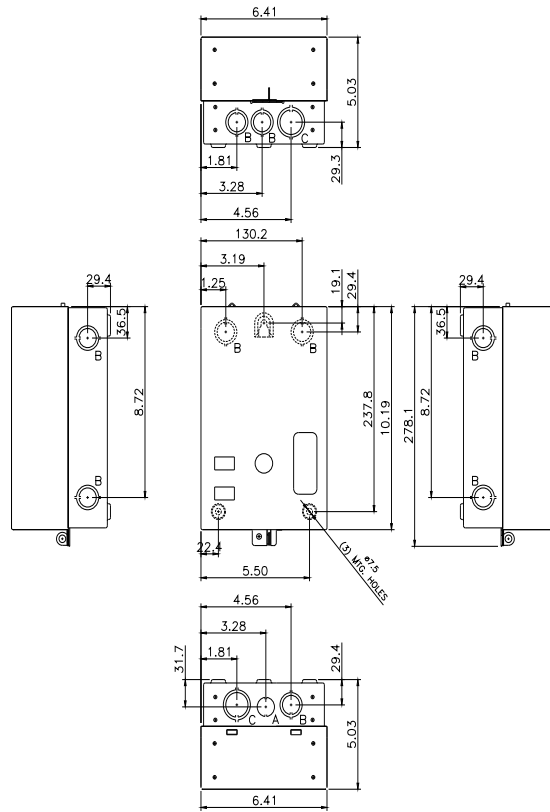 6.41
5.03
B
B
C
29.3
1.81
3.28
4.56
130.2
3.19
1.25
19.1
29.4
B
B
237.8
10.19
22.4
5.50
ø7.5
(3) MTG. HOLES
29.4
36.5
B
8.72
B
29.4
36.5
B
8.72
278.1
B
4.56
3.28
1.81
31.7
29.4
C
A
B
5.03
6.41